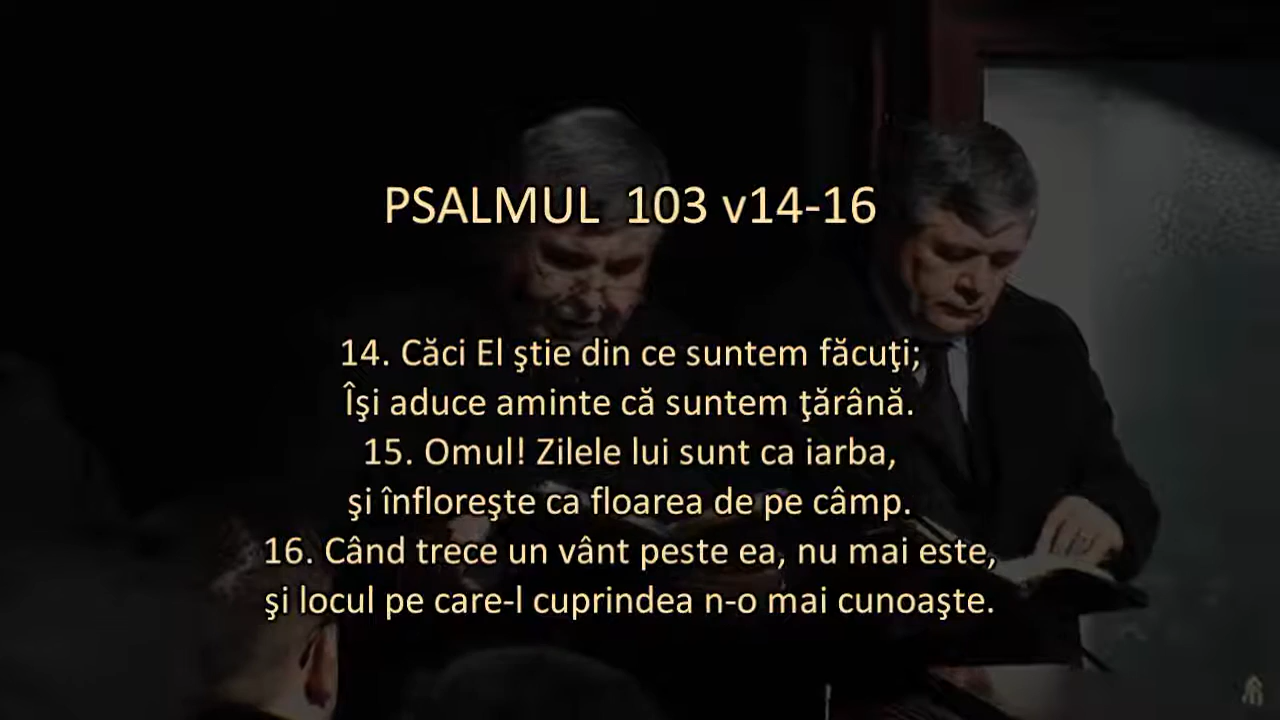 PSALMUL  103 v14-16
14. Căci El ştie din ce suntem făcuţi;
Îşi aduce aminte că suntem ţărână.
15. Omul! Zilele lui sunt ca iarba,
şi înfloreşte ca floarea de pe câmp.
16. Când trece un vânt peste ea, nu mai este,
şi locul pe care-l cuprindea n-o mai cunoaşte.